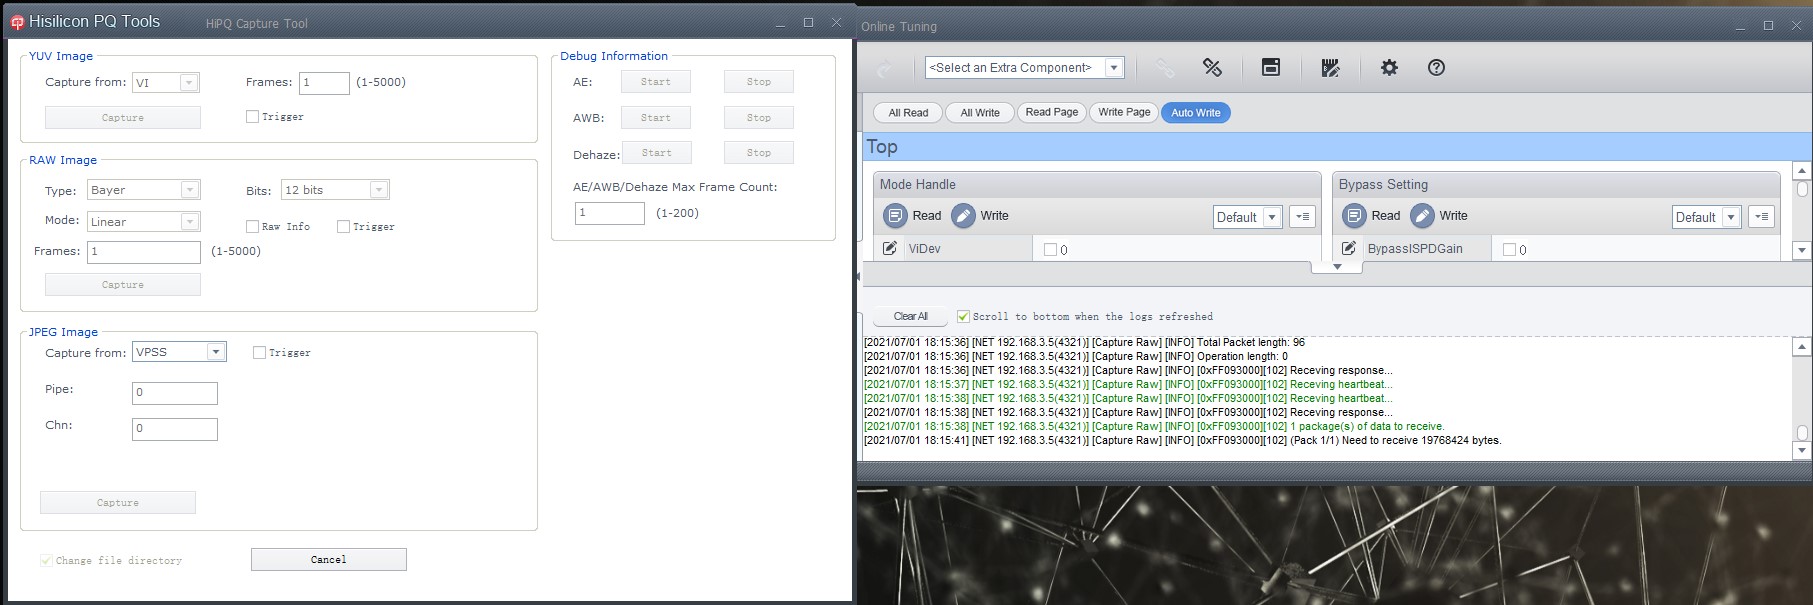 Hisilicon PQ Tools
HiPQ Capture Tool
YUV Image
Capture from: VI
Frames: 1 (1-5000)
Capture
Trigger
RAW Image
Type: Bayer
Bits: 12 bits
Mode: Linear
Raw Info
Trigger
Frames: 1 (1-5000)
Capture
JPEG Image
Capture from: VPSS
Trigger
Pipe: 0
Chn: 0
Capture
Change file directory
Cancel
Debug Information
AE: Start Stop
AWB: Start Stop
Dehaze: Start Stop
AE/AWB/Dehaze Max Frame Count:
1 (1-200)
Online Tuning
<Select an Extra Component>
All Read All Write Read Page Write Page Auto Write
Top
Mode Handle
Read Write Default
ViDev 0
Bypass Setting
Read Write Default
BypassISPDGain 0
Clear All
Scroll to bottom when the logs refreshed
[2021/07/01 18:15:36] [NET 192.168.3.5(4321)] [Capture Raw] [INFO] Total Packet length: 96
[2021/07/01 18:15:36] [NET 192.168.3.5(4321)] [Capture Raw] [INFO] Operation length: 0
[2021/07/01 18:15:36] [NET 192.168.3.5(4321)] [Capture Raw] [INFO] [0xFF093000][102] Receving response...
[2021/07/01 18:15:37] [NET 192.168.3.5(4321)] [Capture Raw] [INFO] [0xFF093000][102] Receving heartbeat...
[2021/07/01 18:15:38] [NET 192.168.3.5(4321)] [Capture Raw] [INFO] [0xFF093000][102] Receving heartbeat...
[2021/07/01 18:15:38] [NET 192.168.3.5(4321)] [Capture Raw] [INFO] [0xFF093000][102] Receving response...
[2021/07/01 18:15:38] [NET 192.168.3.5(4321)] [Capture Raw] [INFO] [0xFF093000][102] 1 package(s) of data to receive.
[2021/07/01 18:15:41] [NET 192.168.3.5(4321)] [Capture Raw] [INFO] [0xFF093000][102] (Pack 1/1) Need to receive 19768424 bytes.